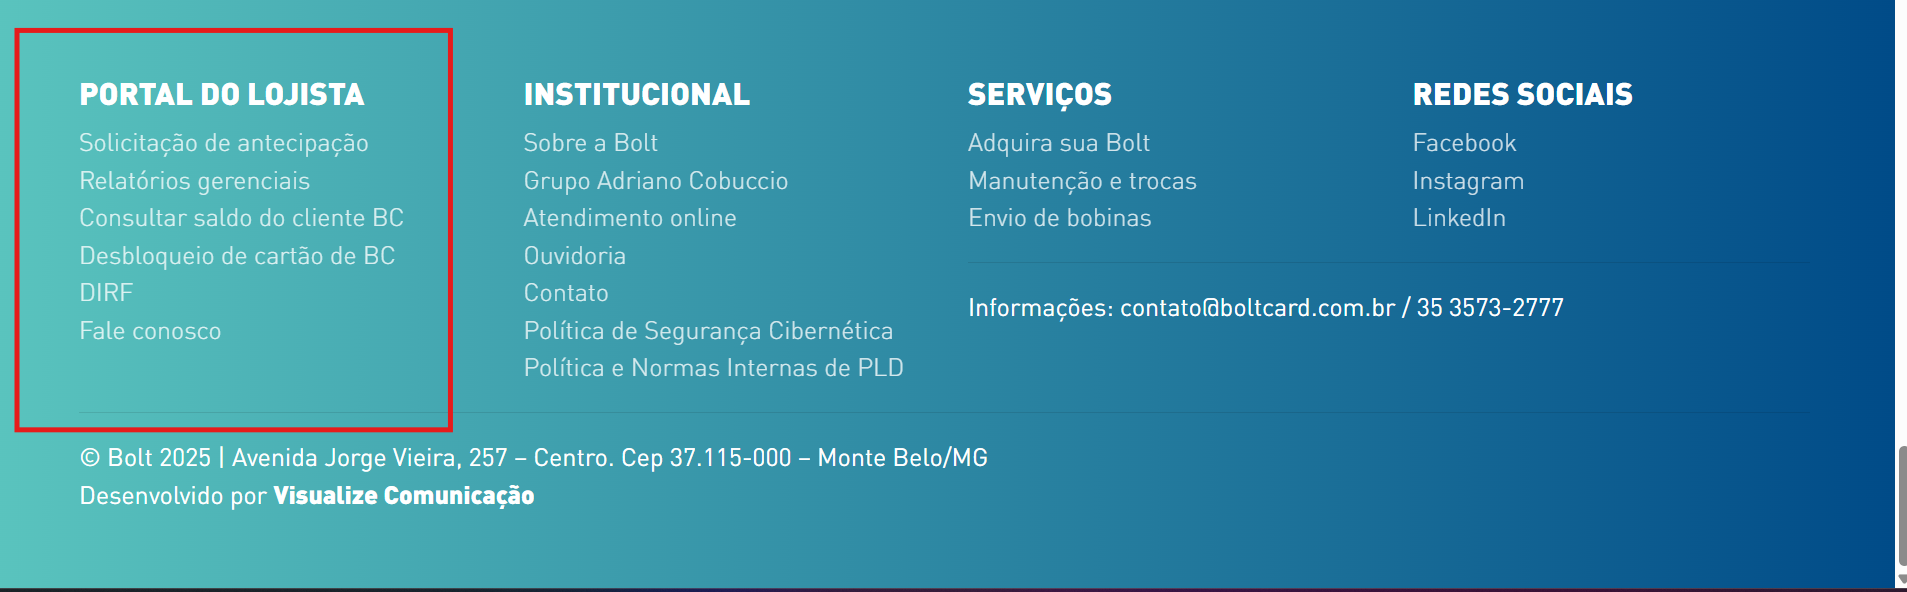 PORTAL DO LOJISTA
Solicitação de antecipação
Relatórios gerenciais
Consultar saldo do cliente BC
Desbloqueio de cartão de BC
DIRF
Fale conosco
INSTITUCIONAL
Sobre a Bolt
Grupo Adriano Cobuccio
Atendimento online
Ouvidoria
Contato
Política de Segurança Cibernética
Política e Normas Internas de PLD
SERVIÇOS
Adquira sua Bolt
Manutenção e trocas
Envio de bobinas
REDES SOCIAIS
Facebook
Instagram
LinkedIn
Informações: contato@boltcard.com.br / 35 3573-2777
© Bolt 2025 | Avenida Jorge Vieira, 257 – Centro. Cep 37.115-000 – Monte Belo/MG
Desenvolvido por Visualize Comunicação